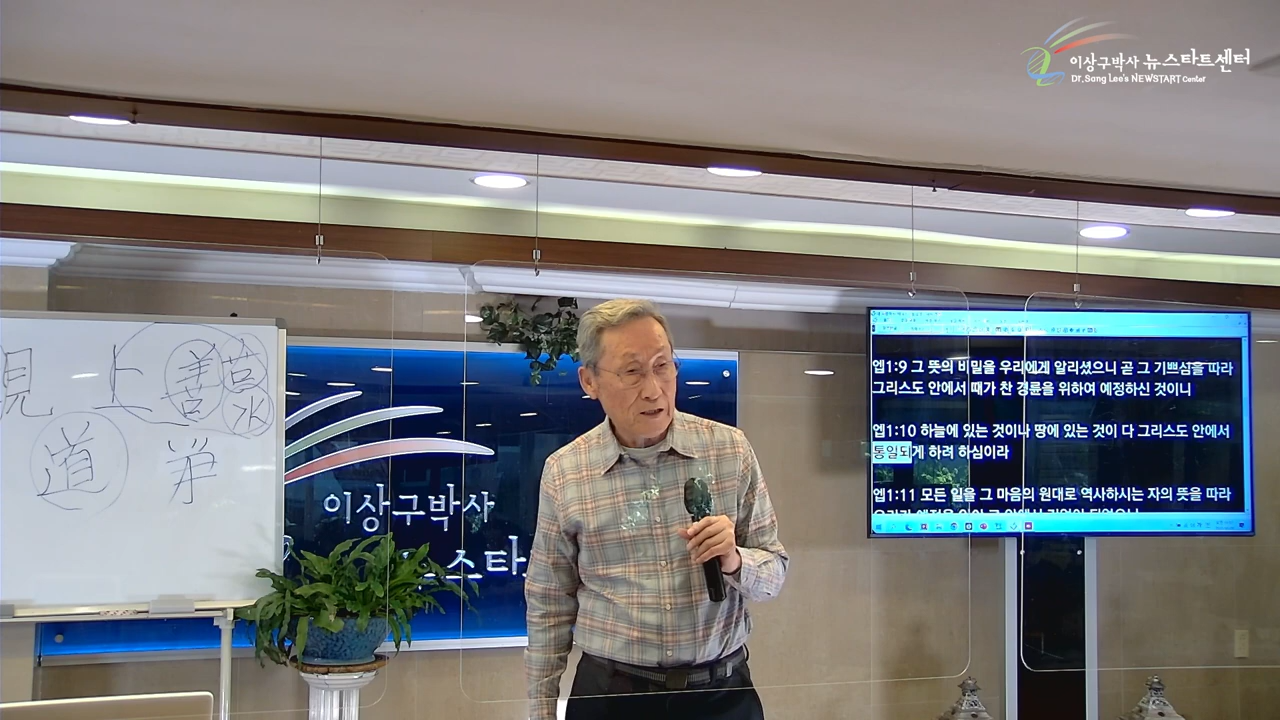 이상구박사 뉴스타트센터
Dr. Sang Lee's NEWSTART Center
見 上 善 若 水
道 爭
이상구박사
스타
엡1:9 그 뜻의 비밀을 우리에게 알리셨으니 곧 그 기쁘심을 따라
그리스도 안에서 때가 찬 경륜을 위하여 예정하신 것이니
엡1:10 하늘에 있는 것이나 땅에 있는 것이 다 그리스도 안에서
통일되게 하려 하심이라
엡1:11 모든 일을 그 마음의 원대로 역사하시는 자의 뜻을 따라